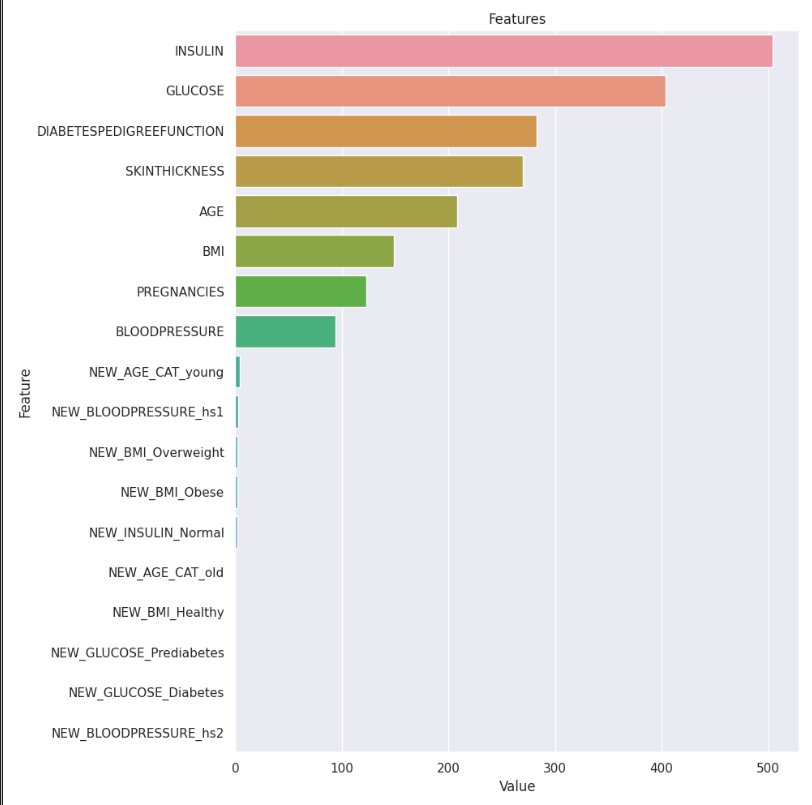 Features
INSULIN
GLUCOSE
DIABETESPEDIGREEFUNCTION
SKINTHICKNESS
AGE
BMI
PREGNANCIES
BLOODPRESSURE
NEW_AGE_CAT_young
NEW_BLOODPRESSURE_hs1
NEW_BMI_Overweight
NEW_BMI_Obese
NEW_INSULIN_Normal
NEW_AGE_CAT_old
NEW_BMI_Healthy
NEW_GLUCOSE_Prediabetes
NEW_GLUCOSE_Diabetes
NEW_BLOODPRESSURE_hs2
Feature
0 100 200 300 400 500
Value